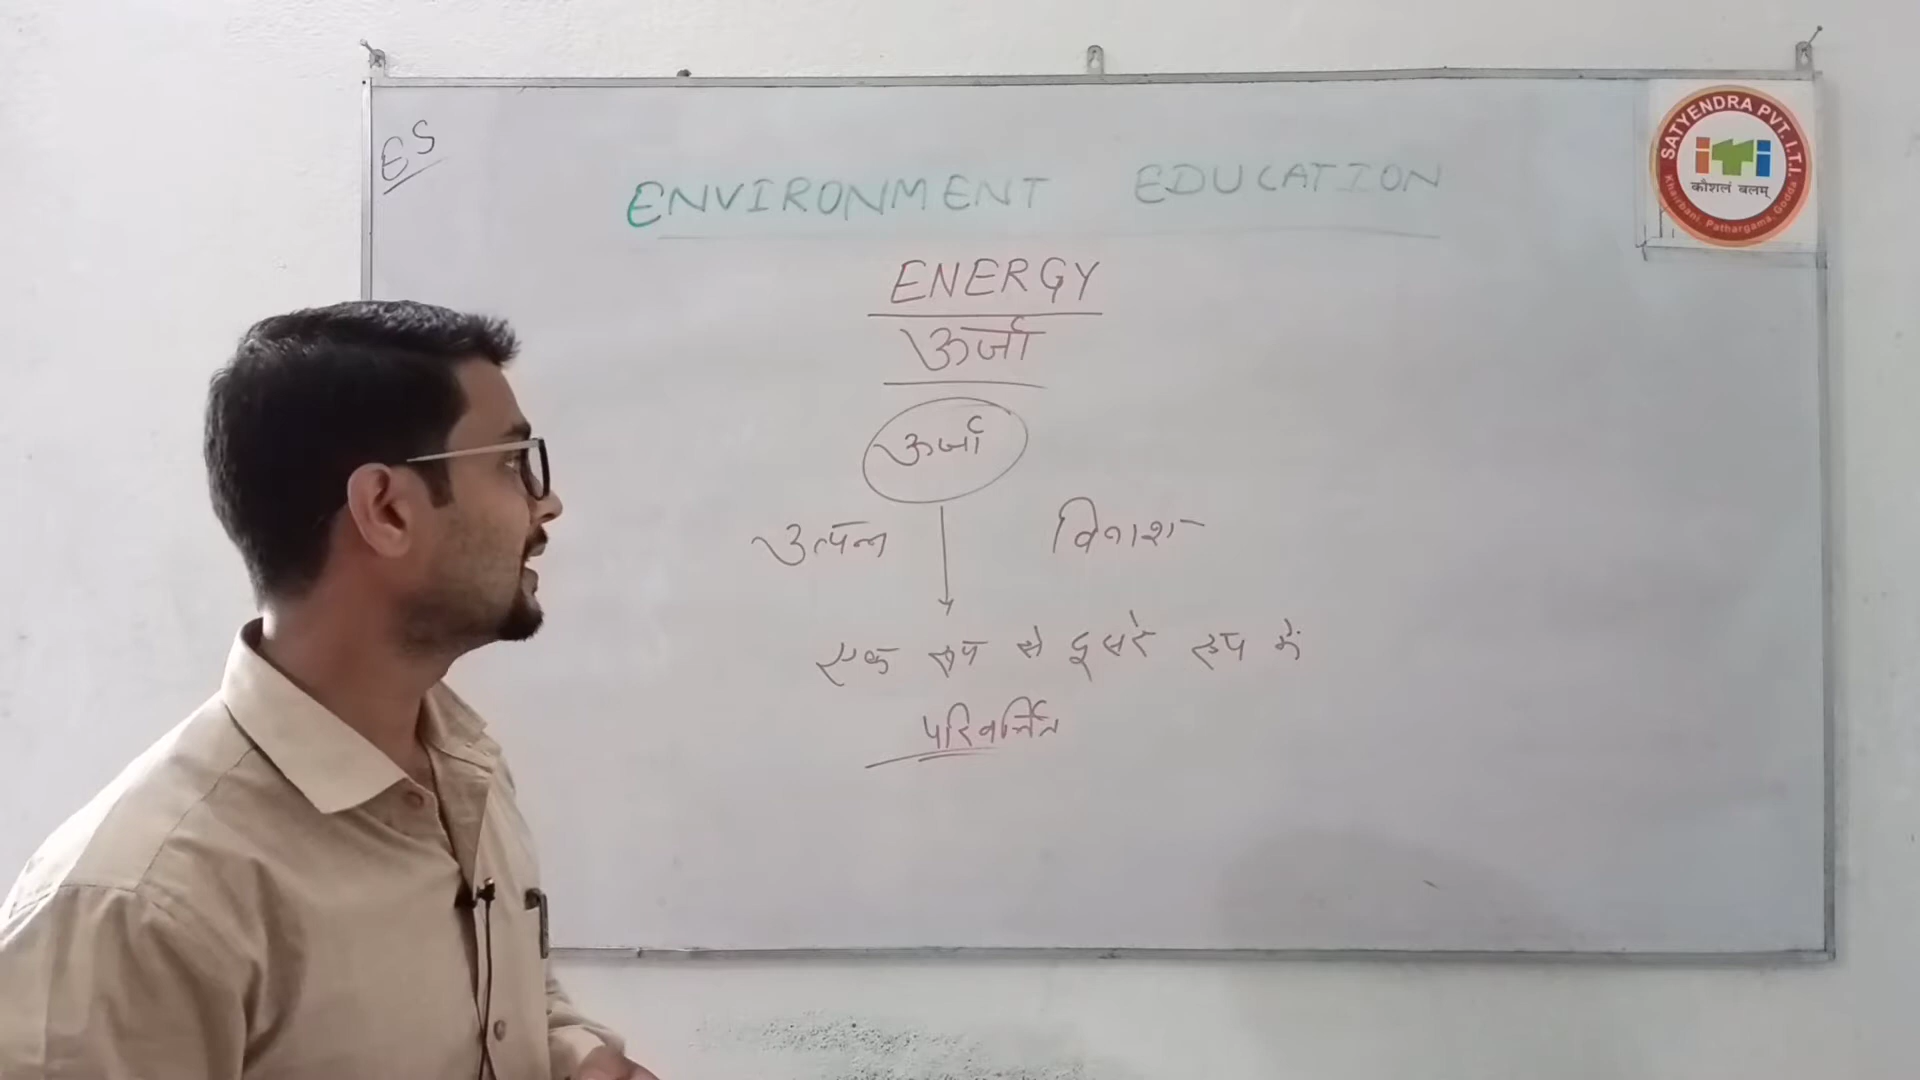 ES
ENVIRONMENT EDUCATION
SATYENDRA PVT. I.T.I.
iTi
कौशलं बलम्
Khairbani, Pathargama, Godda
ENERGY
ऊर्जा
ऊर्जा
उत्पन्न विनाश
एक रूप से दूसरे रूप में
परिवर्तित